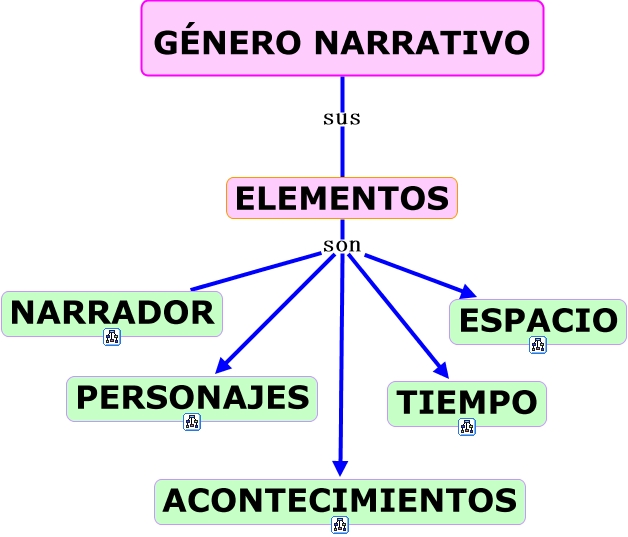 GÉNERO NARRATIVO
sus
ELEMENTOS
son
NARRADOR
ESPACIO
PERSONAJES
TIEMPO
ACONTECIMIENTOS